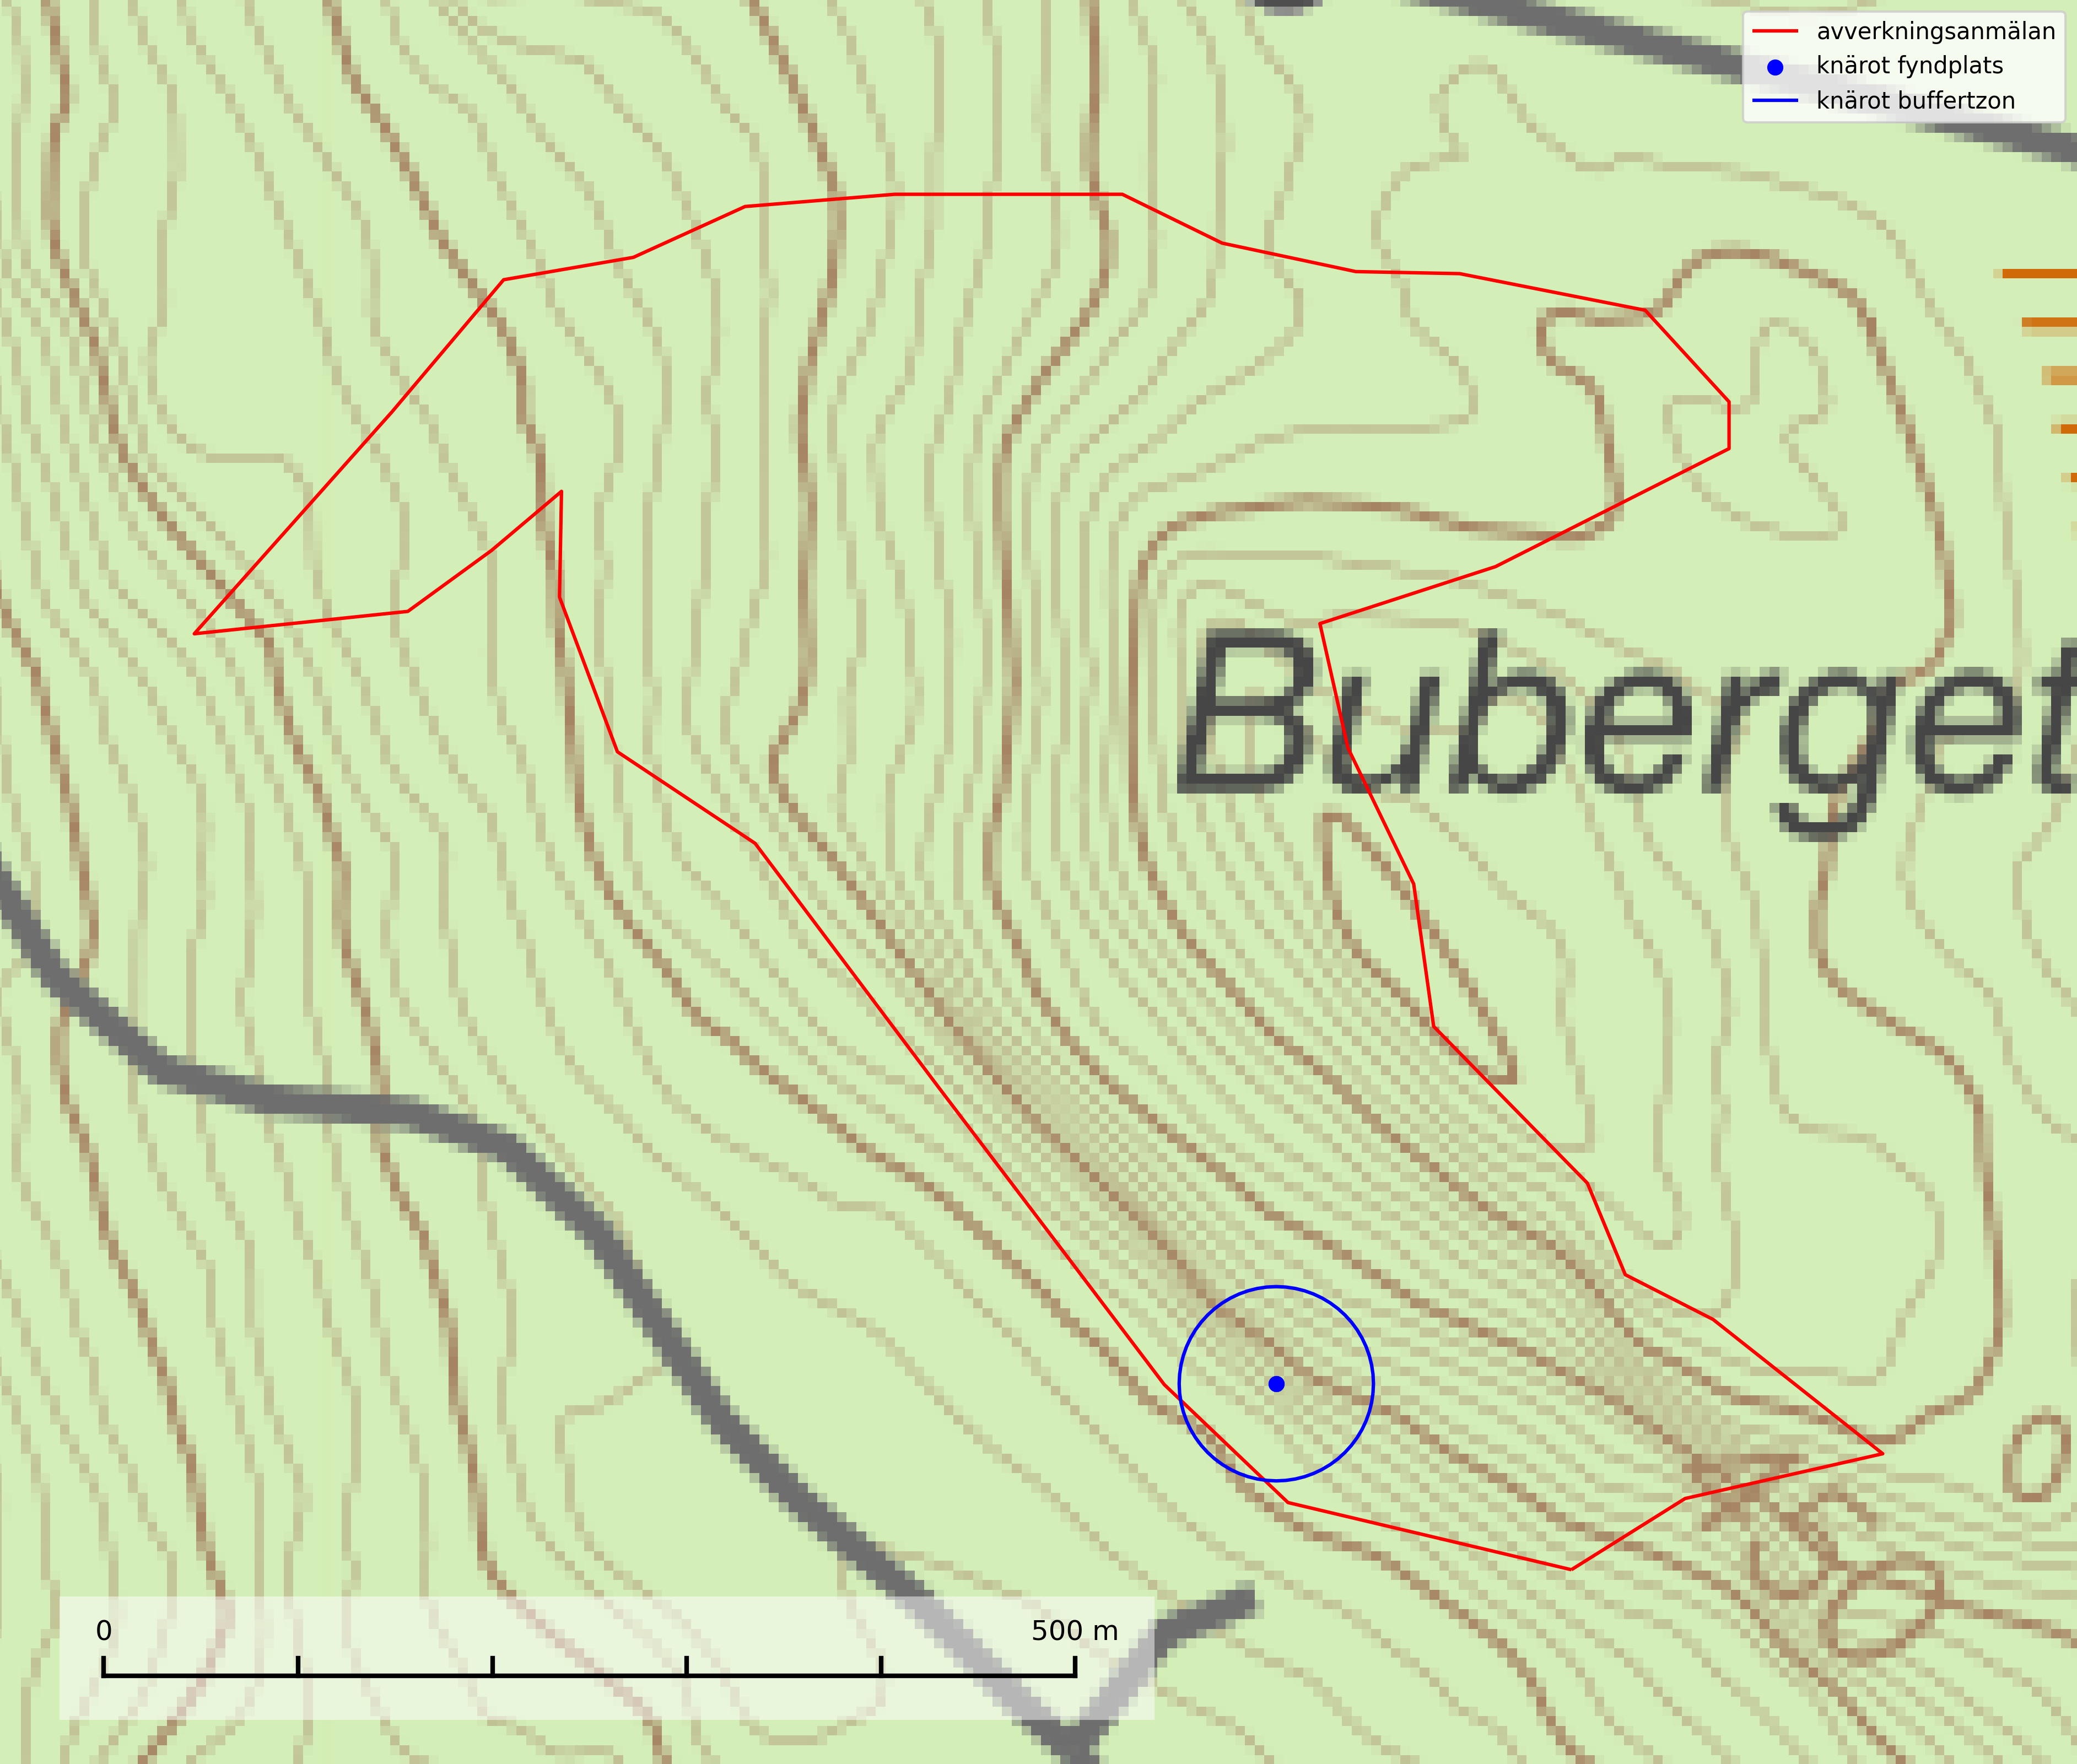 avverkningsanmälan
knärot fyndplats
knärot buffertzon
Buberget
0 500 m